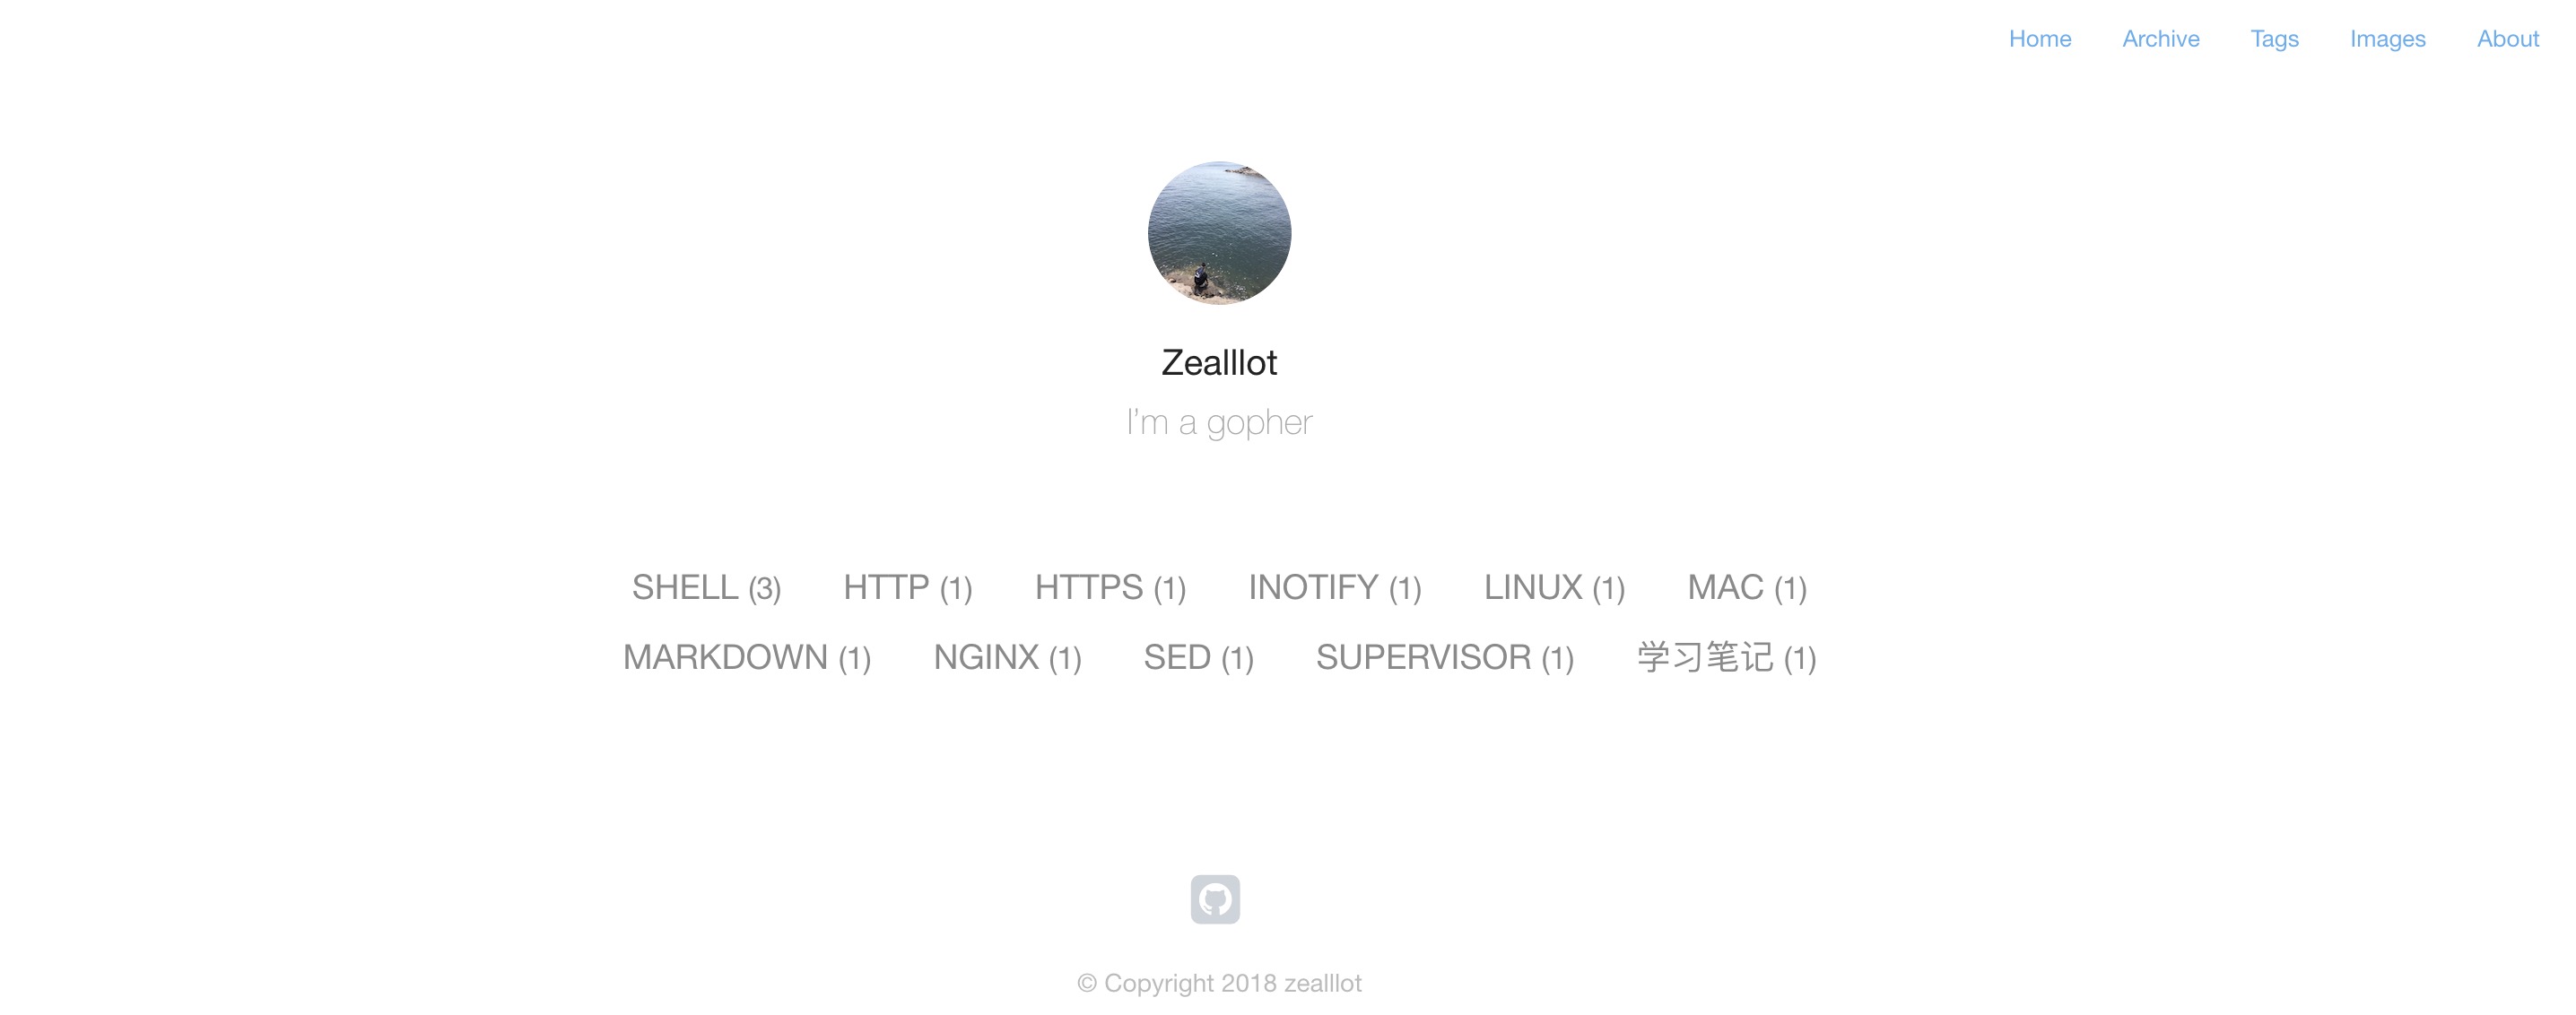 Home Archive Tags Images About
Zealllot
I'm a gopher
SHELL (3) HTTP (1) HTTPS (1) INOTIFY (1) LINUX (1) MAC (1)
MARKDOWN (1) NGINX (1) SED (1) SUPERVISOR (1) 学习笔记 (1)
© Copyright 2018 zealllot